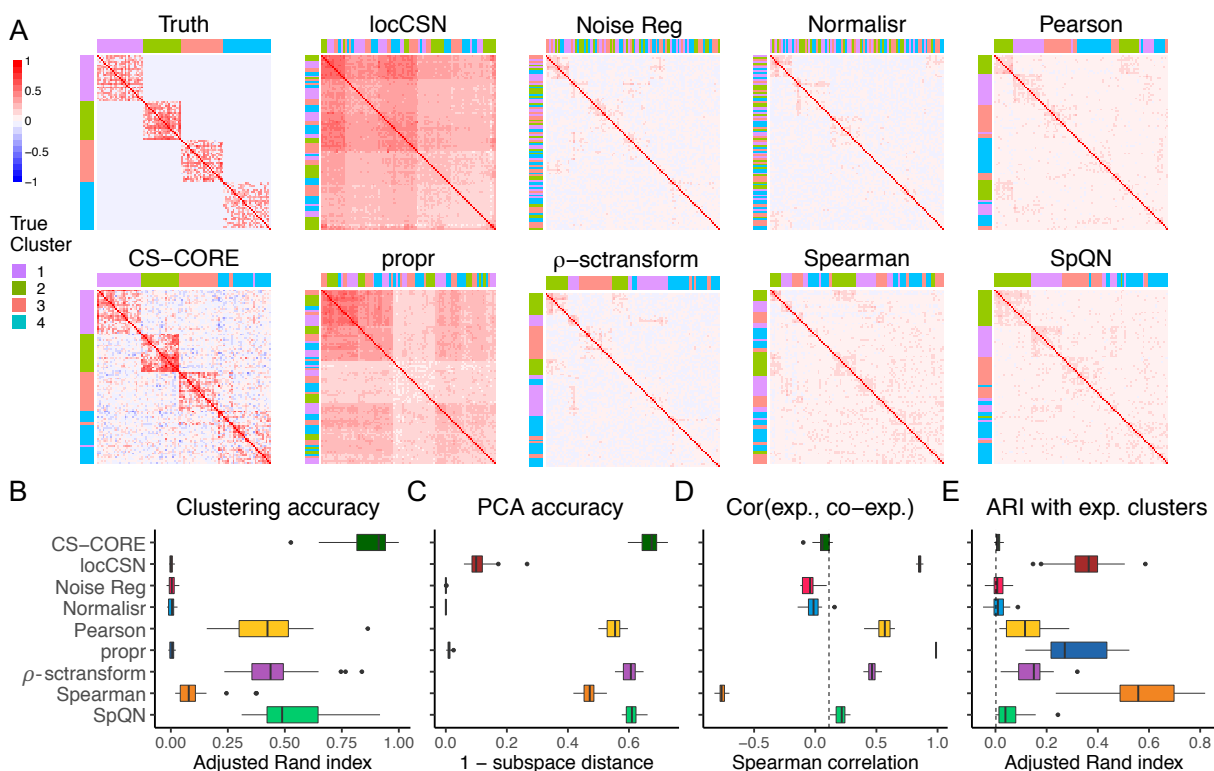 A
Truth
locCSN
Noise Reg
Normalisr
Pearson
1
0.5
0
−0.5
−1
True
Cluster
1
2
3
4
CS−CORE
propr
ρ−sctransform
Spearman
SpQN
B
Clustering accuracy
C
PCA accuracy
D
Cor(exp., co−exp.)
E
ARI with exp. clusters
CS−CORE
locCSN
Noise Reg
Normalisr
Pearson
propr
ρ-sctransform
Spearman
SpQN
0.00 0.25 0.50 0.75 1.00
Adjusted Rand index
0.0 0.2 0.4 0.6
1 − subspace distance
−0.5 0.0 0.5 1.0
Spearman correlation
0.0 0.2 0.4 0.6 0.8
Adjusted Rand index